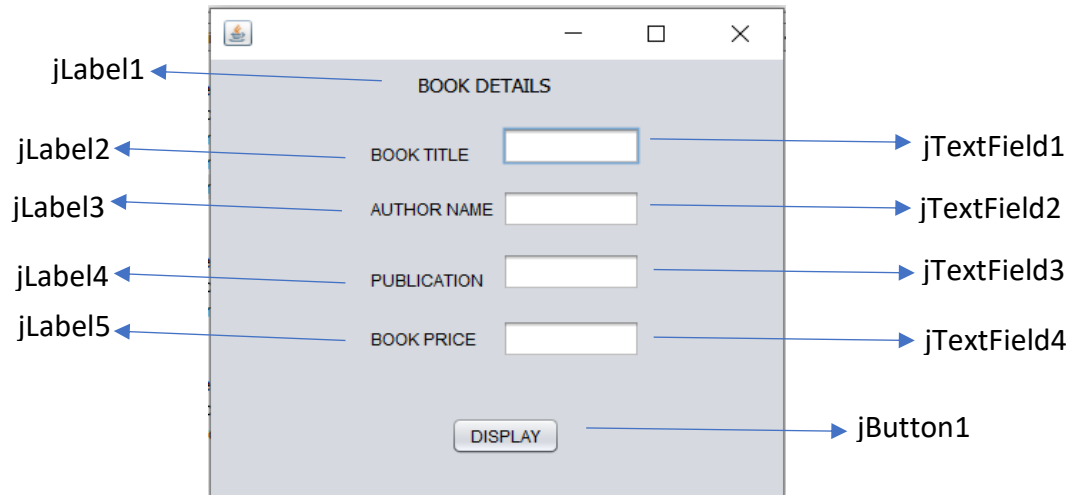 jLabel1
BOOK DETAILS
jLabel2
BOOK TITLE
jTextField1
jLabel3
AUTHOR NAME
jTextField2
jLabel4
PUBLICATION
jTextField3
jLabel5
BOOK PRICE
jTextField4
DISPLAY
jButton1